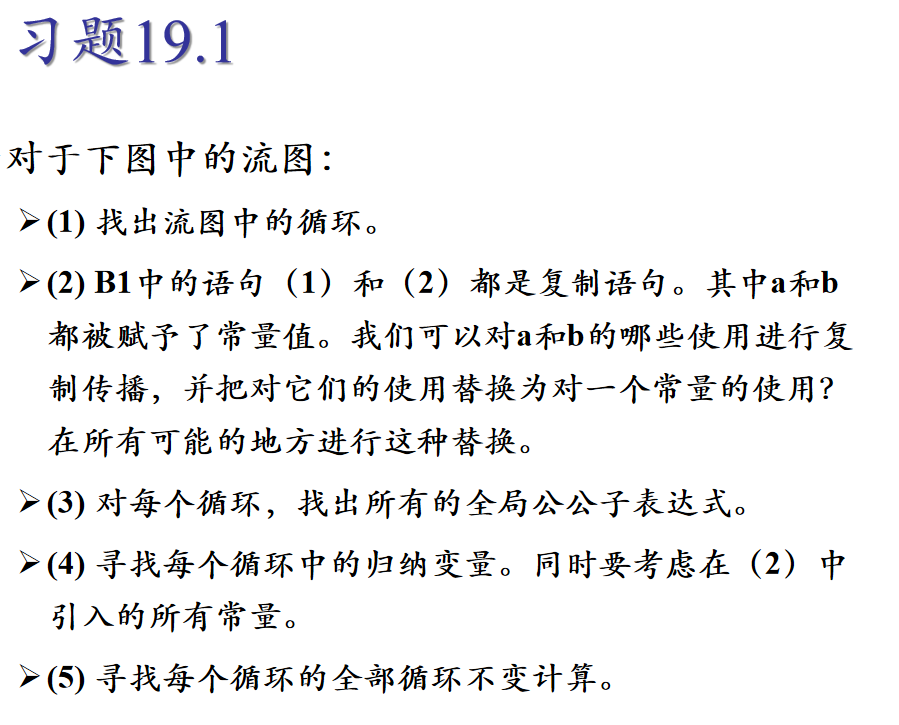 习题19.1
对于下图中的流图：
➢(1) 找出流图中的循环。
➢(2) B1中的语句（1）和（2）都是复制语句。其中a和b
都被赋予了常量值。我们可以对a和b的哪些使用进行复
制传播，并把对它们的使用替换为对一个常量的使用？
在所有可能的地方进行这种替换。
➢(3) 对每个循环，找出所有的全局公公子表达式。
➢(4) 寻找每个循环中的归纳变量。同时要考虑在（2）中
引入的所有常量。
➢(5) 寻找每个循环的全部循环不变计算。